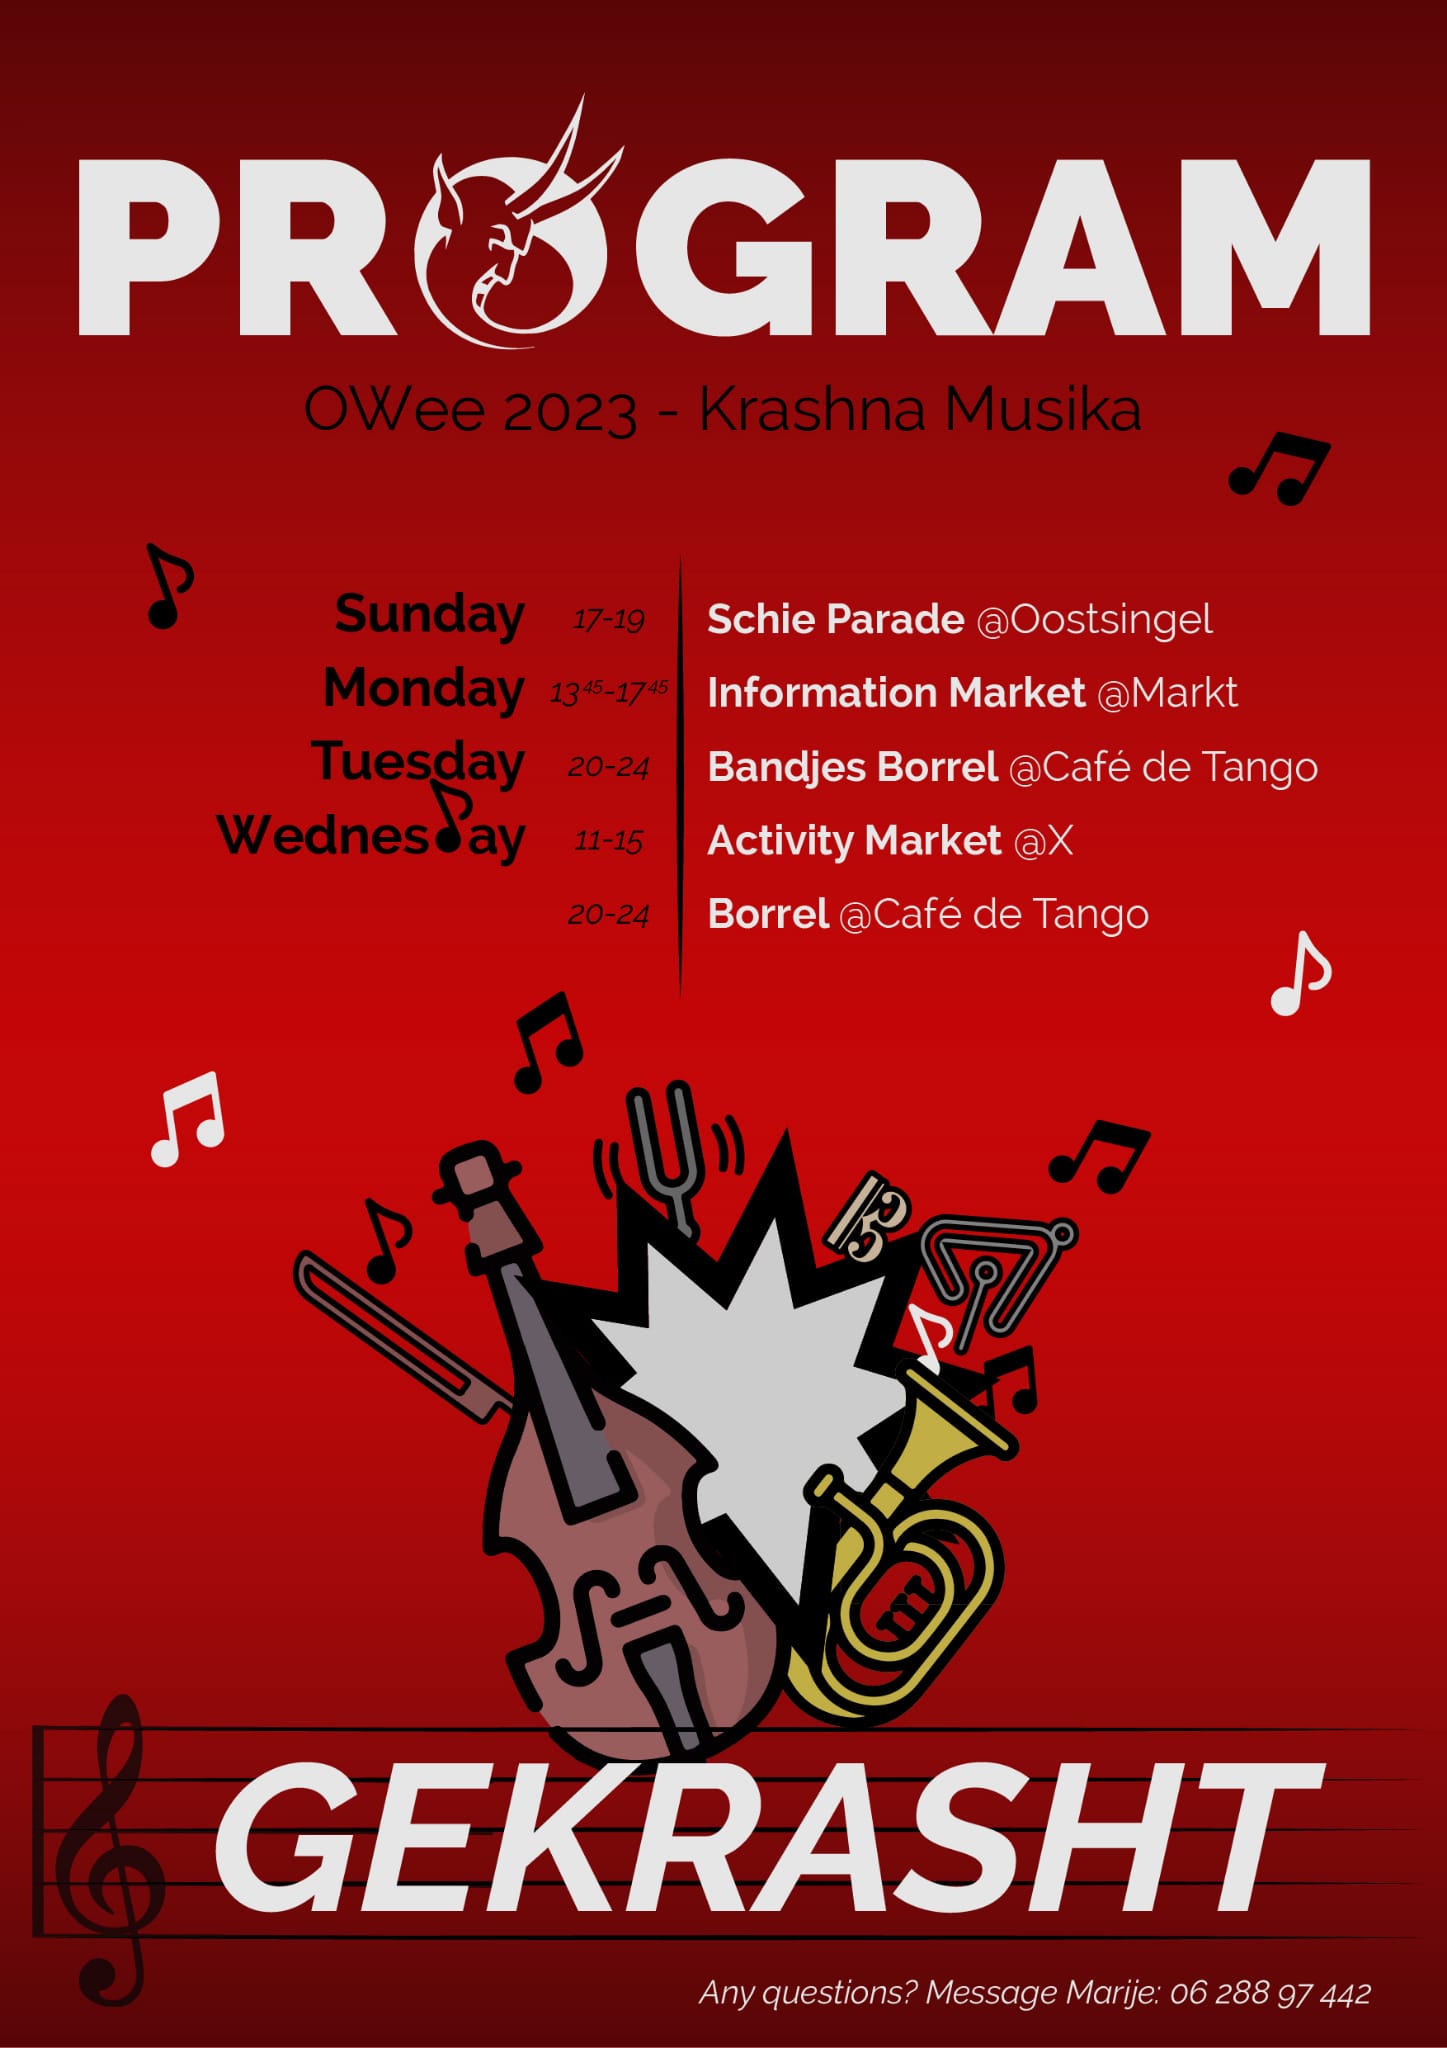 PROGRAM
OWee 2023 - Krashna Musika
Sunday 17-19 Schie Parade @Oostsingel
Monday 13⁴⁵-17⁴⁵ Information Market @Markt
Tuesday 20-24 Bandjes Borrel @Café de Tango
Wednesday 11-15 Activity Market @X
20-24 Borrel @Café de Tango
GEKRASHT
Any questions? Message Marije: 06 288 97 442